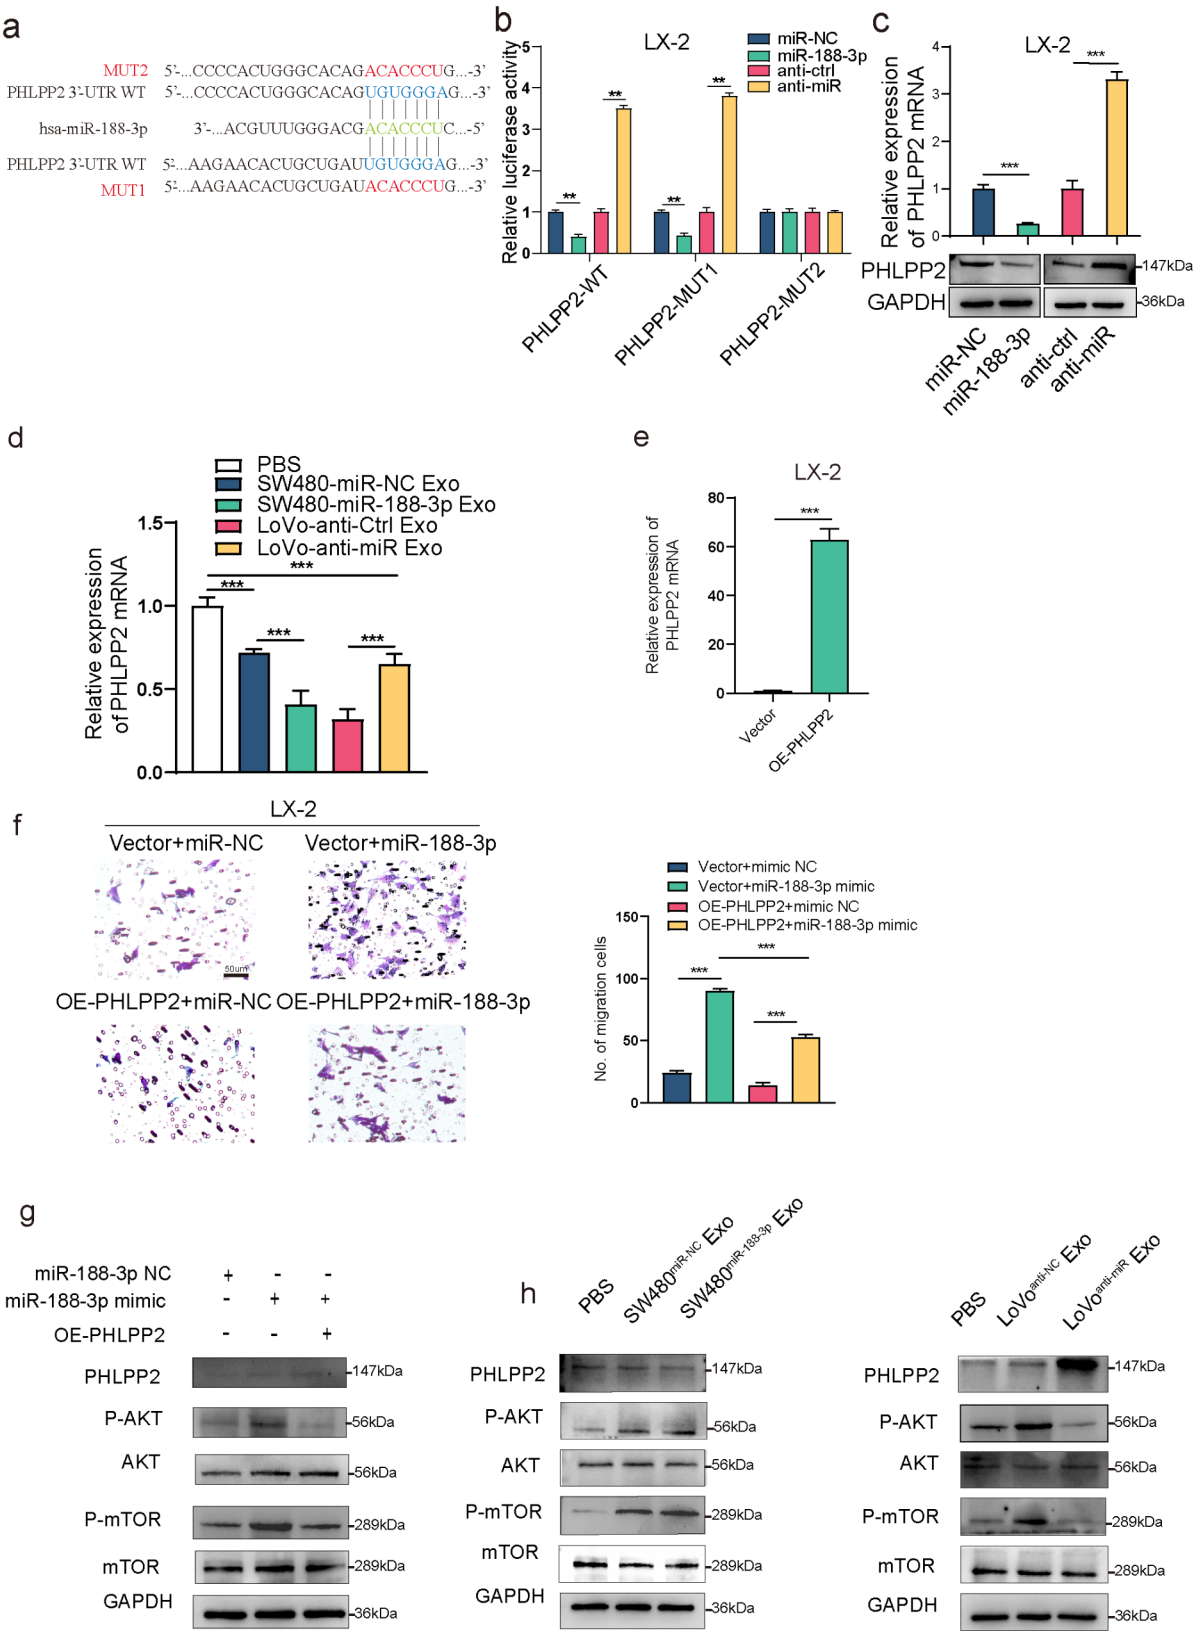 a
MUT2 5'-...CCCCACUGGGCACAGACACCCUG...-3'
PHLPP2 3'-UTR WT 5'-...CCCCACUGGGCACAGUGUGGGAG...-3'
hsa-miR-188-3p 3'-...ACGUUUGGGACGACACCCUC...-5'
PHLPP2 3'-UTR WT 5'-...AAGAACACUGCUGAUUGUGGGAG...-3'
MUT1 5'-...AAGAACACUGCUGAUACACCCUG...-3'
b
LX-2
miR-NC
miR-188-3p
anti-ctrl
anti-miR
Relative luciferase activity
5
4
3
2
1
0
** ** ** **
PHLPP2-WT
PHLPP2-MUT1
PHLPP2-MUT2
c
LX-2
Relative expression
of PHLPP2 mRNA
4
3
2
1
0
*** ***
PHLPP2 147kDa
GAPDH 36kDa
miR-NC
miR-188-3p
anti-ctrl
anti-miR
d
PBS
SW480-miR-NC Exo
SW480-miR-188-3p Exo
LoVo-anti-Ctrl Exo
LoVo-anti-miR Exo
Relative expression
of PHLPP2 mRNA
1.5
1.0
0.5
0.0
***
*** *** ***
e
LX-2
Relative expression of
PHLPP2 mRNA
80
60
40
20
0
***
Vector
OE-PHLPP2
f
LX-2
Vector+miR-NC Vector+miR-188-3p
50um
OE-PHLPP2+miR-NC OE-PHLPP2+miR-188-3p
Vector+mimic NC
Vector+miR-188-3p mimic
OE-PHLPP2+mimic NC
OE-PHLPP2+miR-188-3p mimic
No. of migration cells
150
100
50
0
*** *** ***
g
miR-188-3p NC + - -
miR-188-3p mimic - + +
OE-PHLPP2 - - +
PHLPP2 147kDa
P-AKT 56kDa
AKT 56kDa
P-mTOR 289kDa
mTOR 289kDa
GAPDH 36kDa
h
PBS
SW480miR-NC Exo
SW480miR-188-3p Exo
PHLPP2 147kDa
P-AKT 56kDa
AKT 56kDa
P-mTOR 289kDa
mTOR 289kDa
GAPDH 36kDa
PBS
LoVoanti-NC Exo
LoVoanti-miR Exo
PHLPP2 147kDa
P-AKT 56kDa
AKT 56kDa
P-mTOR 289kDa
mTOR 289kDa
GAPDH 36kDa